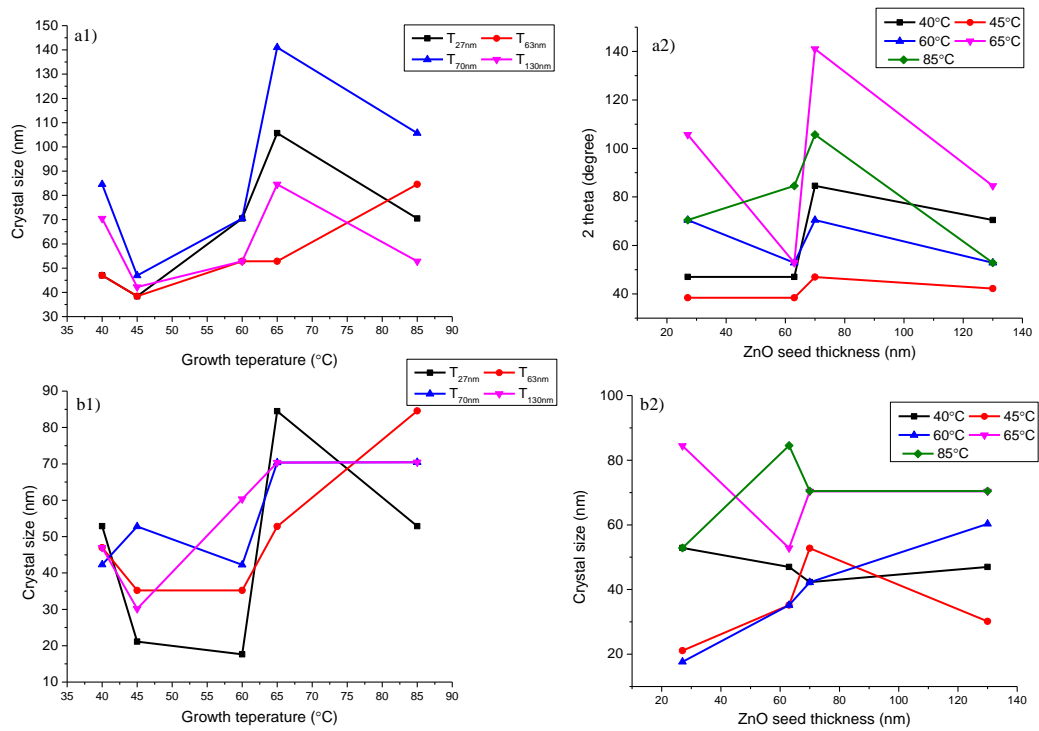 a1)
T27nm T63nm
T70nm T130nm
150
140
130
120
110
100
90
80
70
60
50
40
30
Crystal size (nm)
35 40 45 50 55 60 65 70 75 80 85 90
Growth teperature (°C)
a2)
40°C 45°C
60°C 65°C
85°C
140
120
100
80
60
40
2 theta (degree)
20 40 60 80 100 120 140
ZnO seed thickness (nm)
b1)
T27nm T63nm
T70nm T130nm
90
80
70
60
50
40
30
20
10
Crystal size (nm)
35 40 45 50 55 60 65 70 75 80 85 90
Growth teperature (°C)
b2)
40°C 45°C
60°C 65°C
85°C
100
80
60
40
20
Crystal size (nm)
20 40 60 80 100 120 140
ZnO seed thickness (nm)